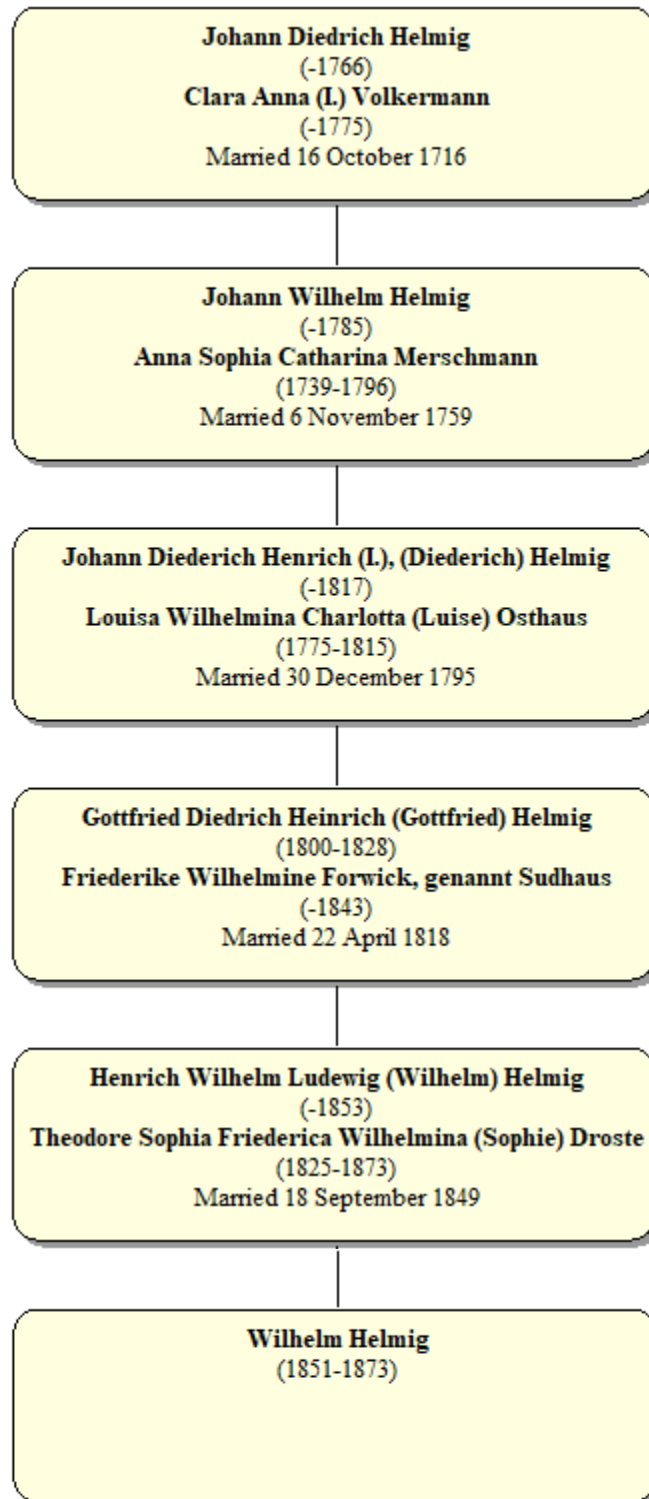 Johann Diedrich Helmig
(-1766)
Clara Anna (I.) Volkermann
(-1775)
Married 16 October 1716
Johann Wilhelm Helmig
(-1785)
Anna Sophia Catharina Merschmann
(1739-1796)
Married 6 November 1759
Johann Diederich Henrich (I.), (Diederich) Helmig
(-1817)
Louisa Wilhelmina Charlotta (Luise) Osthaus
(1775-1815)
Married 30 December 1795
Gottfried Diedrich Heinrich (Gottfried) Helmig
(1800-1828)
Friederike Wilhelmine Forwick, genannt Sudhaus
(-1843)
Married 22 April 1818
Henrich Wilhelm Ludewig (Wilhelm) Helmig
(-1853)
Theodore Sophia Friederica Wilhelmina (Sophie) Droste
(1825-1873)
Married 18 September 1849
Wilhelm Helmig
(1851-1873)